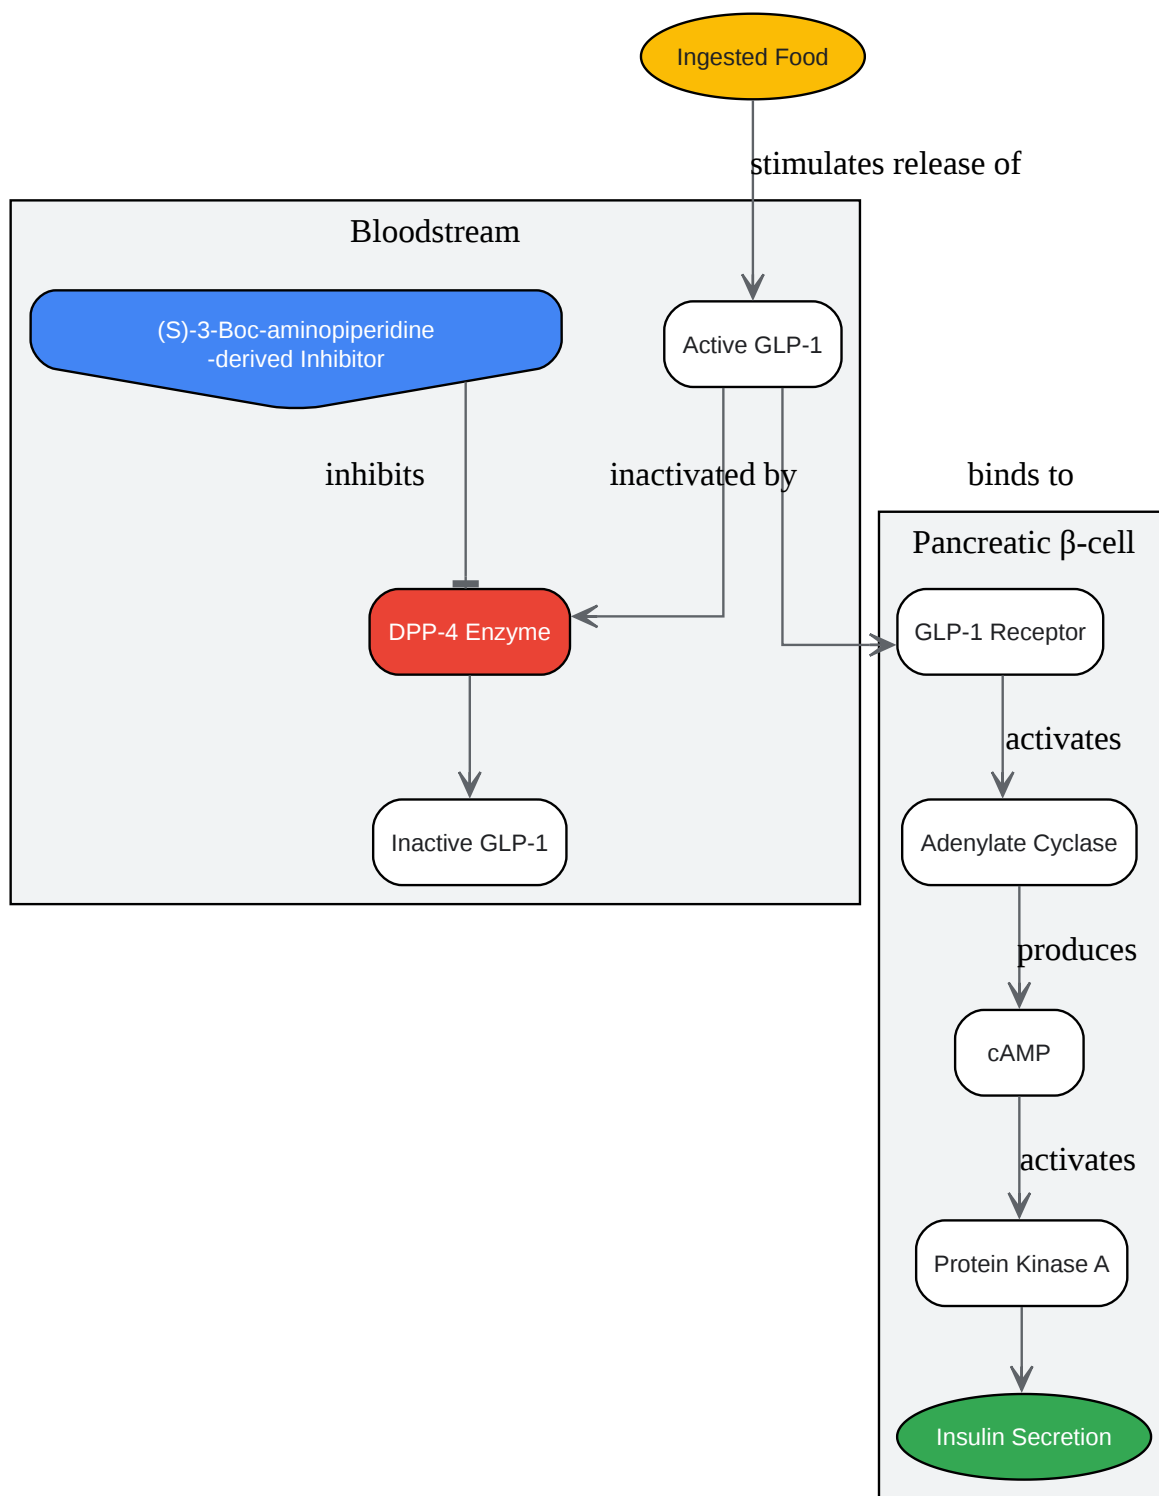 Ingested Food
stimulates release of
Bloodstream
(S)-3-Boc-aminopiperidine
-derived Inhibitor
Active GLP-1
inhibits
inactivated by
binds to
Pancreatic β-cell
DPP-4 Enzyme
GLP-1 Receptor
activates
Inactive GLP-1
Adenylate Cyclase
produces
cAMP
activates
Protein Kinase A
Insulin Secretion